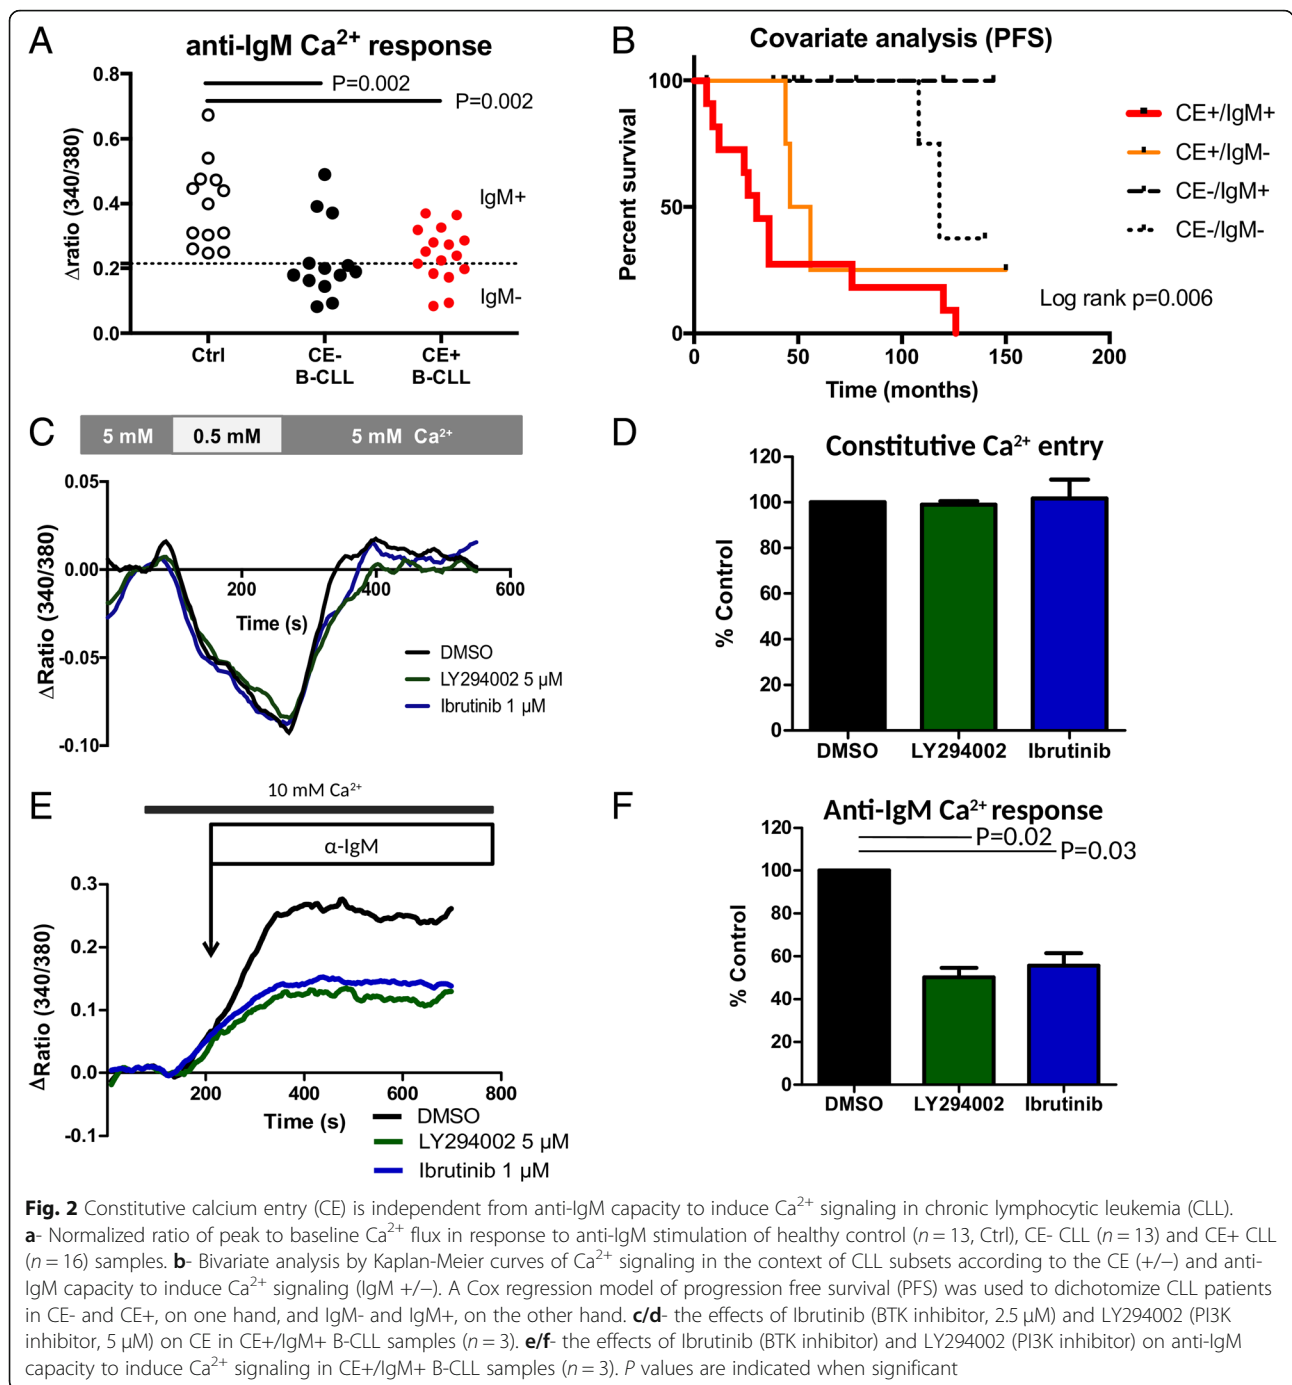 A
anti-IgM Ca²⁺ response
P=0.002
P=0.002
Δratio (340/380)
0.8
0.6
0.4
0.2
0.0
IgM+
IgM-
Ctrl
CE-
B-CLL
CE+
B-CLL
B
Covariate analysis (PFS)
Percent survival
100
50
0
0
50
100
150
200
Time (months)
CE+/IgM+
CE+/IgM-
CE-/IgM+
CE-/IgM-
Log rank p=0.006
C
5 mM
0.5 mM
5 mM Ca²⁺
ΔRatio (340/380)
0.05
0.00
-0.05
-0.10
200
400
600
Time (s)
DMSO
LY294002 5 µM
Ibrutinib 1 µM
D
Constitutive Ca²⁺ entry
% Control
120
100
80
60
40
20
0
DMSO
LY294002
Ibrutinib
E
10 mM Ca²⁺
α-IgM
ΔRatio (340/380)
0.3
0.2
0.1
0.0
-0.1
200
400
600
800
Time (s)
DMSO
LY294002 5 µM
Ibrutinib 1 µM
F
Anti-IgM Ca²⁺ response
P=0.02
P=0.03
% Control
120
100
80
60
40
20
0
DMSO
LY294002
Ibrutinib
Fig. 2 Constitutive calcium entry (CE) is independent from anti-IgM capacity to induce Ca²⁺ signaling in chronic lymphocytic leukemia (CLL).
a- Normalized ratio of peak to baseline Ca²⁺ flux in response to anti-IgM stimulation of healthy control (n = 13, Ctrl), CE- CLL (n = 13) and CE+ CLL
(n = 16) samples. b- Bivariate analysis by Kaplan-Meier curves of Ca²⁺ signaling in the context of CLL subsets according to the CE (+/−) and anti-
IgM capacity to induce Ca²⁺ signaling (IgM +/−). A Cox regression model of progression free survival (PFS) was used to dichotomize CLL patients
in CE- and CE+, on one hand, and IgM- and IgM+, on the other hand. c/d- the effects of Ibrutinib (BTK inhibitor, 2.5 µM) and LY294002 (PI3K
inhibitor, 5 µM) on CE in CE+/IgM+ B-CLL samples (n = 3). e/f- the effects of Ibrutinib (BTK inhibitor) and LY294002 (PI3K inhibitor) on anti-IgM
capacity to induce Ca²⁺ signaling in CE+/IgM+ B-CLL samples (n = 3). P values are indicated when significant